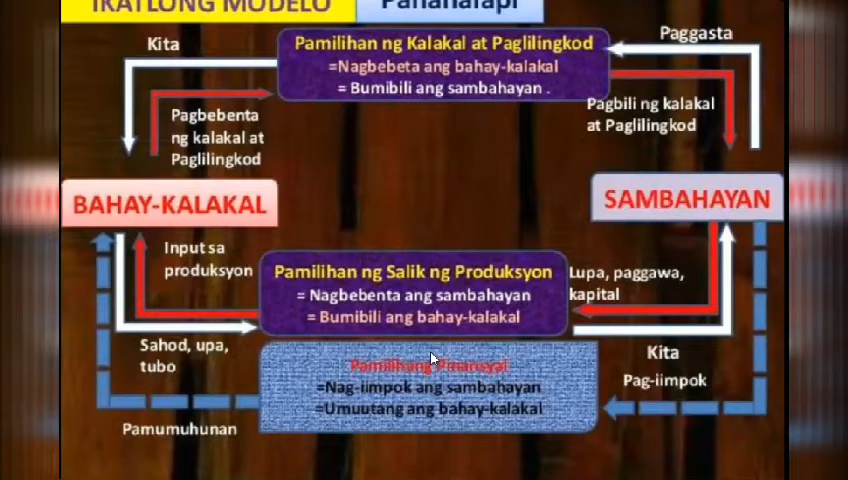 IKATLONG MODELO
Pananalapi
Kita
Pamilihan ng Kalakal at Paglilingkod
=Nagbebeta ang bahay-kalakal
= Bumibili ang sambahayan .
Paggasta
Pagbebenta
ng kalakal at
Paglilingkod
Pagbili ng kalakal
at Paglilingkod
BAHAY-KALAKAL
SAMBAHAYAN
Input sa
produksyon
Pamilihan ng Salik ng Produksyon
= Nagbebenta ang sambahayan
= Bumibili ang bahay-kalakal
Lupa, paggawa,
kapital
Sahod, upa,
tubo
Kita
Pamilihang Pinansyal
=Nag-iimpok ang sambahayan
=Umuutang ang bahay-kalakal
Pag-iimpok
Pamumuhunan